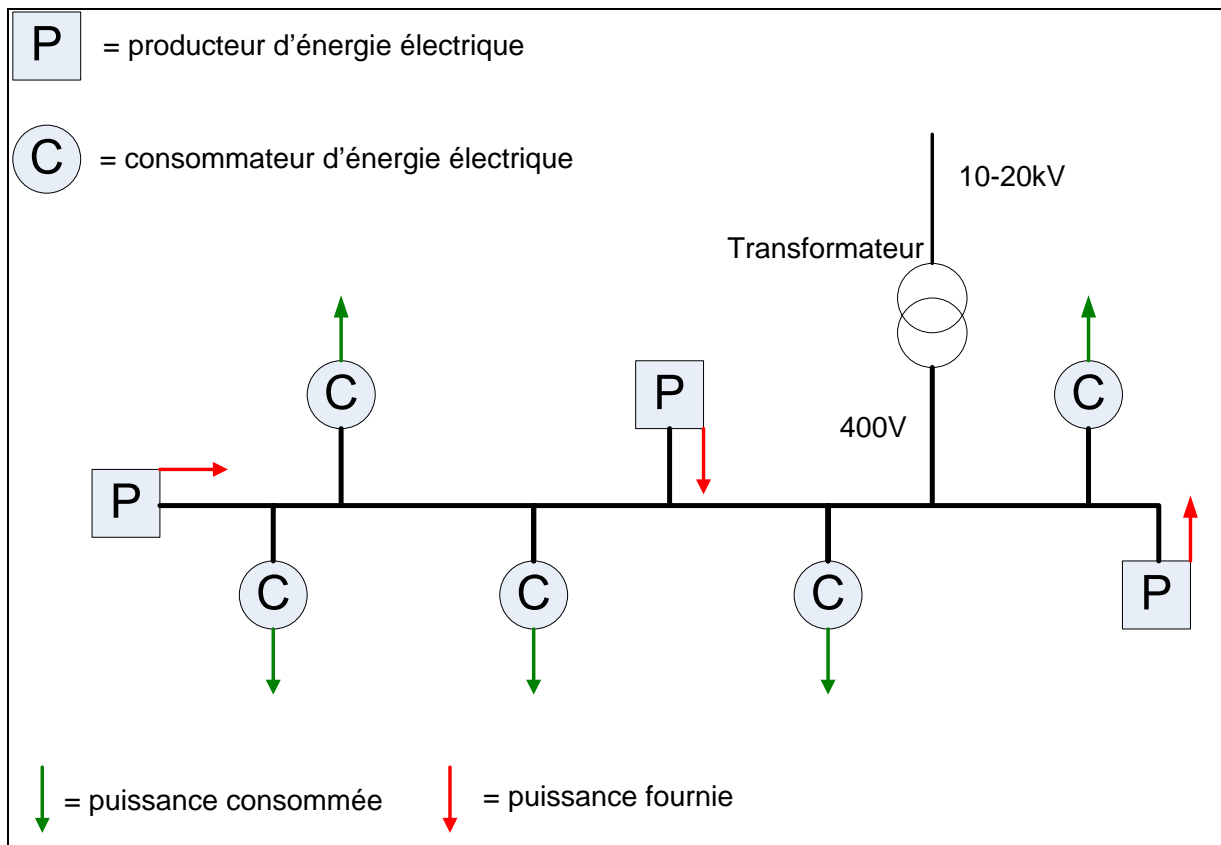 P = producteur d'énergie électrique
C = consommateur d'énergie électrique
10-20kV
Transformateur
C
P
C
400V
P
C
C
C
P
= puissance consommée
= puissance fournie